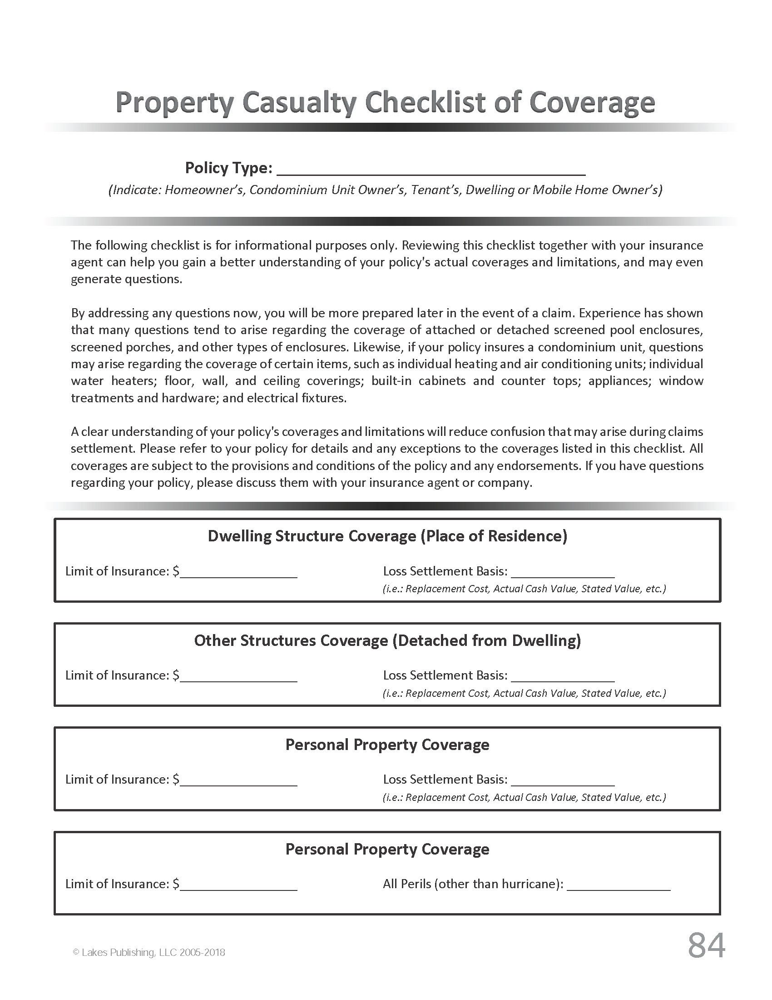 Property Casualty Checklist of Coverage
Policy Type: ___________________________________
(Indicate: Homeowner’s, Condominium Unit Owner’s, Tenant’s, Dwelling or Mobile Home Owner’s)
The following checklist is for informational purposes only. Reviewing this checklist together with your insurance
agent can help you gain a better understanding of your policy's actual coverages and limitations, and may even
generate questions.
By addressing any questions now, you will be more prepared later in the event of a claim. Experience has shown
that many questions tend to arise regarding the coverage of attached or detached screened pool enclosures,
screened porches, and other types of enclosures. Likewise, if your policy insures a condominium unit, questions
may arise regarding the coverage of certain items, such as individual heating and air conditioning units; individual
water heaters; floor, wall, and ceiling coverings; built-in cabinets and counter tops; appliances; window
treatments and hardware; and electrical fixtures.
A clear understanding of your policy's coverages and limitations will reduce confusion that may arise during claims
settlement. Please refer to your policy for details and any exceptions to the coverages listed in this checklist. All
coverages are subject to the provisions and conditions of the policy and any endorsements. If you have questions
regarding your policy, please discuss them with your insurance agent or company.
Dwelling Structure Coverage (Place of Residence)
Limit of Insurance: $_________________ Loss Settlement Basis: _______________
(i.e.: Replacement Cost, Actual Cash Value, Stated Value, etc.)
Other Structures Coverage (Detached from Dwelling)
Limit of Insurance: $_________________ Loss Settlement Basis: _______________
(i.e.: Replacement Cost, Actual Cash Value, Stated Value, etc.)
Personal Property Coverage
Limit of Insurance: $_________________ Loss Settlement Basis: _______________
(i.e.: Replacement Cost, Actual Cash Value, Stated Value, etc.)
Personal Property Coverage
Limit of Insurance: $_________________ All Perils (other than hurricane): _______________
© Lakes Publishing, LLC 2005-2018
84